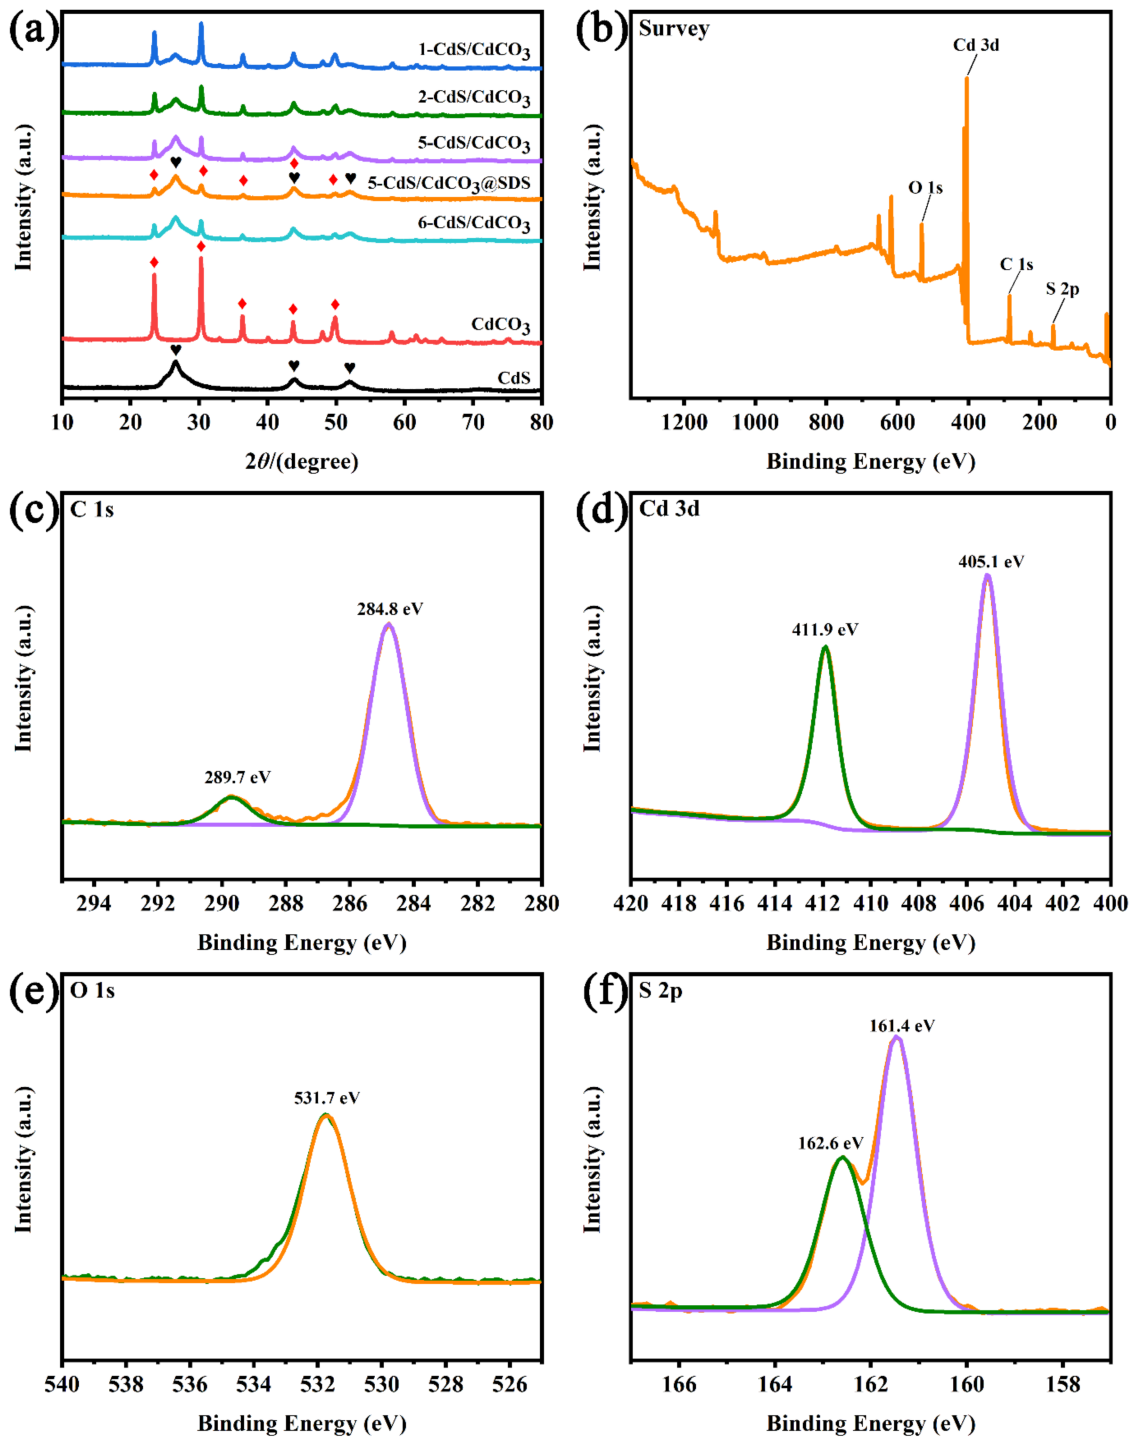 (a)
1-CdS/CdCO3
2-CdS/CdCO3
5-CdS/CdCO3
5-CdS/CdCO3@SDS
6-CdS/CdCO3
CdCO3
CdS
Intensity (a.u.)
10 20 30 40 50 60 70 80
2θ/(degree)
(b)
Survey
Cd 3d
O 1s
C 1s
S 2p
Intensity (a.u.)
1200 1000 800 600 400 200 0
Binding Energy (eV)
(c)
C 1s
284.8 eV
289.7 eV
Intensity (a.u.)
294 292 290 288 286 284 282 280
Binding Energy (eV)
(d)
Cd 3d
405.1 eV
411.9 eV
Intensity (a.u.)
420 418 416 414 412 410 408 406 404 402 400
Binding Energy (eV)
(e)
O 1s
531.7 eV
Intensity (a.u.)
540 538 536 534 532 530 528 526
Binding Energy (eV)
(f)
S 2p
161.4 eV
162.6 eV
Intensity (a.u.)
166 164 162 160 158
Binding Energy (eV)